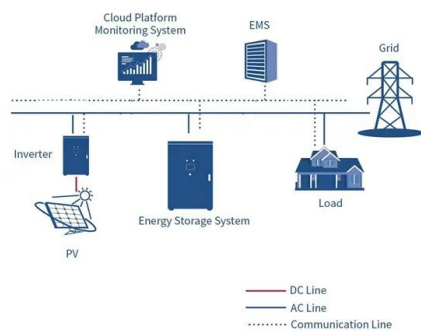 Cloud Platform
Monitoring System
EMS
Grid
Inverter
Energy Storage System
Load
PV
DC Line
AC Line
Communication Line